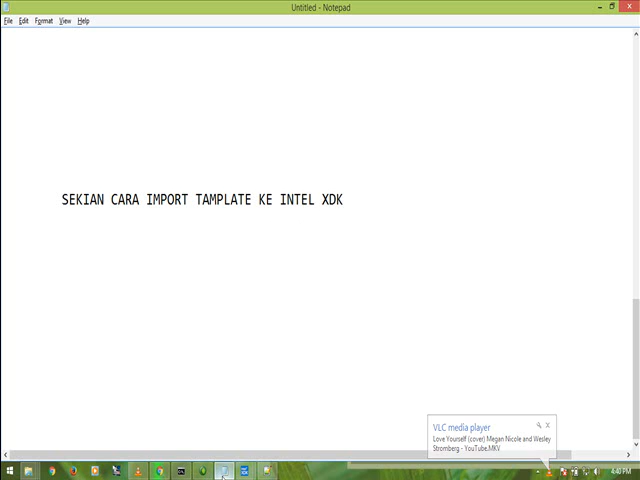 Untitled - Notepad
File Edit Format View Help
SEKIAN CARA IMPORT TAMPLATE KE INTEL XDK
VLC media player
Love Yourself (cover) Megan Nicole and Wesley
Stromberg - YouTube.MKV
4:40 PM